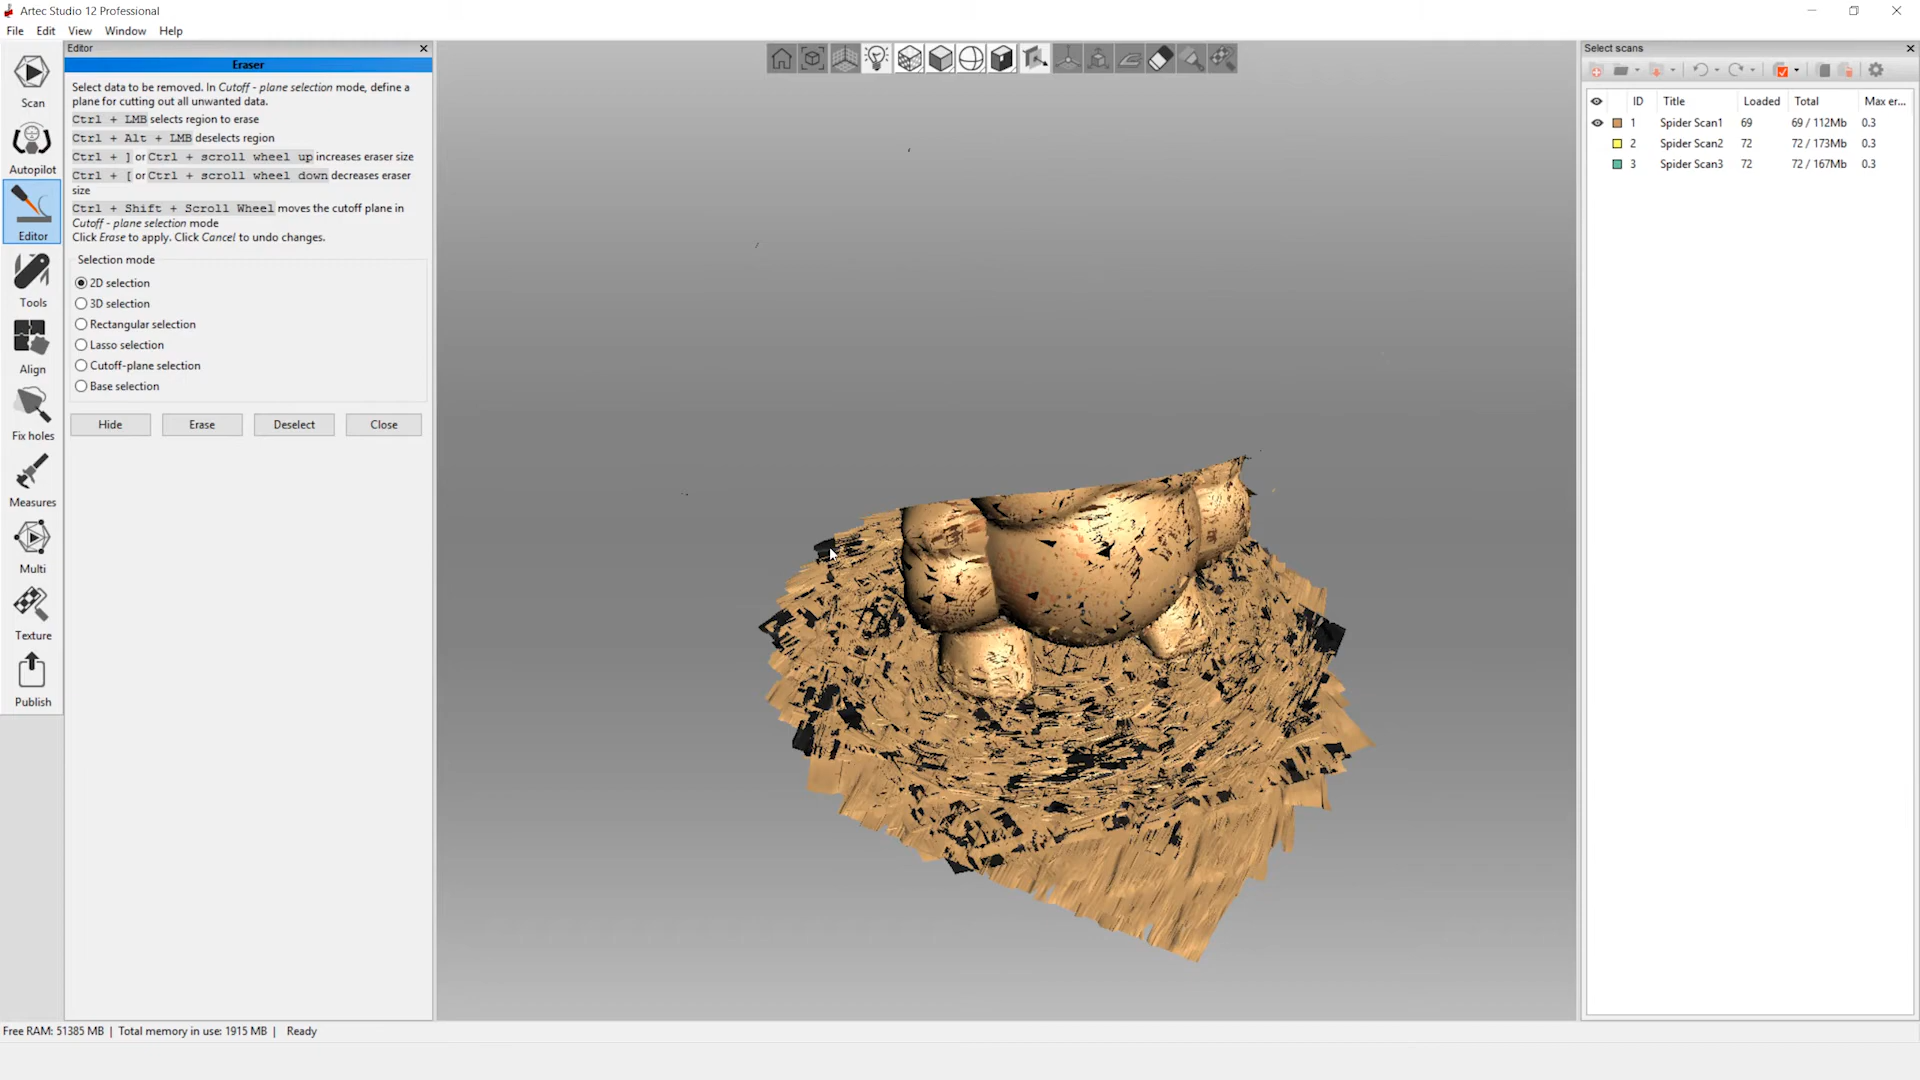 Artec Studio 12 Professional
File Edit View Window Help
Editor
Eraser
Select data to be removed. In Cutoff - plane selection mode, define a
plane for cutting out all unwanted data.
Ctrl + LMB selects region to erase
Ctrl + Alt + LMB deselects region
Ctrl + ] or Ctrl + scroll wheel up increases eraser size
Ctrl + [ or Ctrl + scroll wheel down decreases eraser
size
Ctrl + Shift + Scroll Wheel moves the cutoff plane in
Cutoff - plane selection mode
Click Erase to apply. Click Cancel to undo changes.
Selection mode
2D selection
3D selection
Rectangular selection
Lasso selection
Cutoff-plane selection
Base selection
Hide Erase Deselect Close
Scan
Autopilot
Editor
Tools
Align
Fix holes
Measures
Multi
Texture
Publish
Select scans
ID Title Loaded Total Max er...
1 Spider Scan1 69 69 / 112Mb 0.3
2 Spider Scan2 72 72 / 173Mb 0.3
3 Spider Scan3 72 72 / 167Mb 0.3
Free RAM: 51385 MB | Total memory in use: 1915 MB | Ready